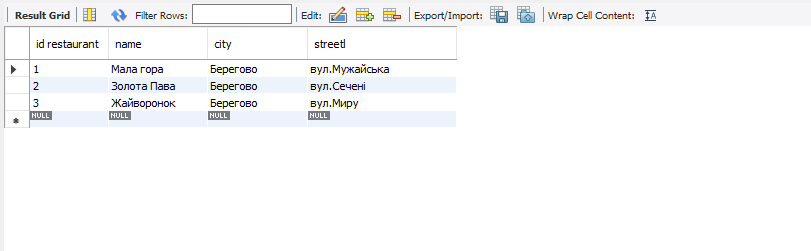 Result Grid Filter Rows: Edit: Export/Import: Wrap Cell Content:
id restaurant name city streetl
1 Мала гора Берегово вул.Мужайська
2 Золота Пава Берегово вул.Сечені
3 Жайворонок Берегово вул.Миру
NULL NULL NULL NULL